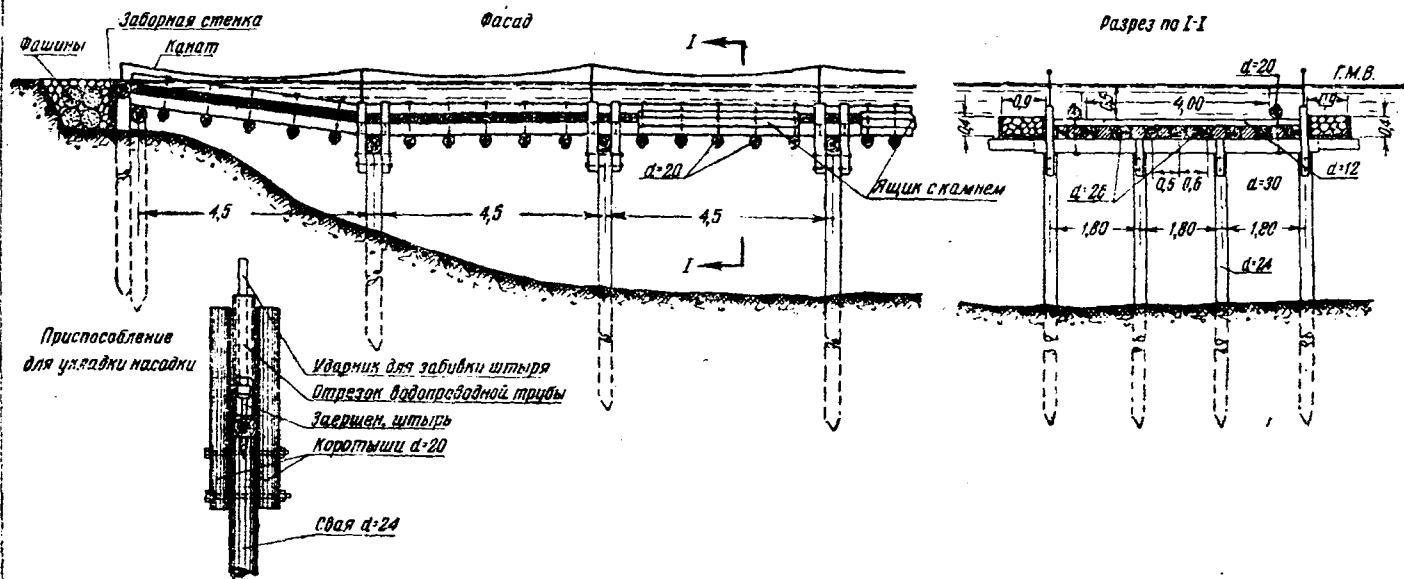 Заборная стенка
Фасад
Разрез по I-I
Фашины
Канат
I
d=20
Г.М.В.
0,9
4,00
0,9
0,4
0,4
d=20
Ящик с камнем
d=26
0,5
0,6
d=30
d=12
4,5
4,5
4,5
1,80
1,80
1,80
I
d=24
Приспособление
для укладки насадки
Ударник для забивки штыря
Отрезок водопроводной трубы
Заершен. штырь
Коротыши d=20
Свая d=24